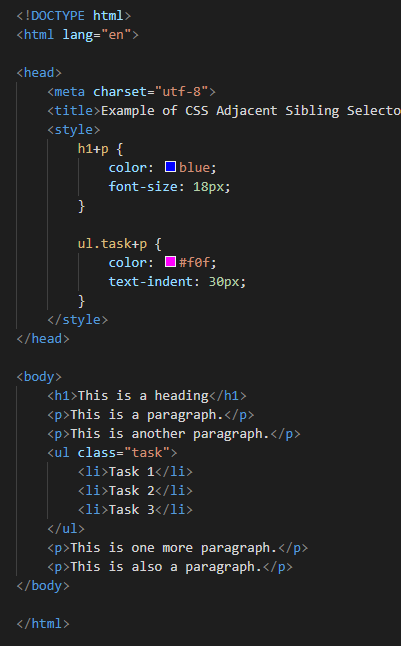 <!DOCTYPE html>
<html lang="en">
<head>
<meta charset="utf-8">
<title>Example of CSS Adjacent Sibling Selecto
<style>
h1+p {
color: blue;
font-size: 18px;
}
ul.task+p {
color: #f0f;
text-indent: 30px;
}
</style>
</head>
<body>
<h1>This is a heading</h1>
<p>This is a paragraph.</p>
<p>This is another paragraph.</p>
<ul class="task">
<li>Task 1</li>
<li>Task 2</li>
<li>Task 3</li>
</ul>
<p>This is one more paragraph.</p>
<p>This is also a paragraph.</p>
</body>
</html>